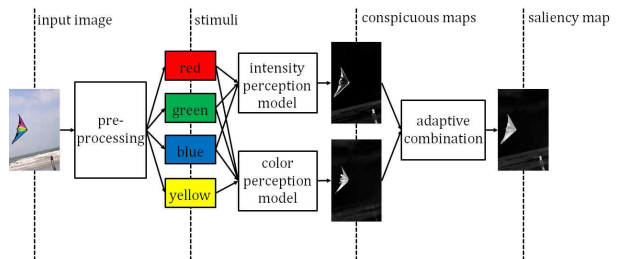 input image
stimuli
conspicuous maps
saliency map
red
green
blue
yellow
pre-
processing
intensity
perception
model
color
perception
model
adaptive
combination